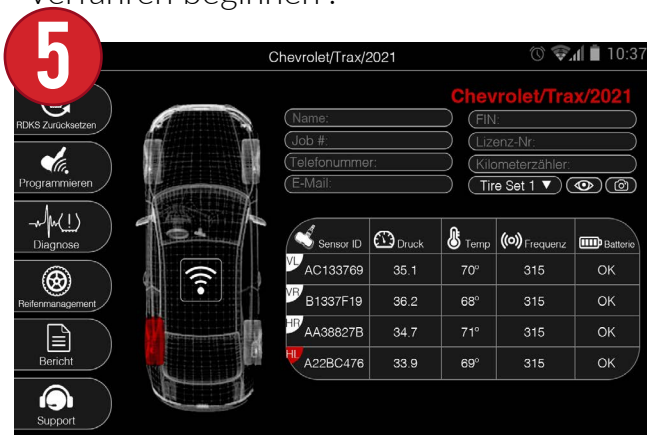 5
Chevrolet/Trax/2021
10:37
Chevrolet/Trax/2021
RDKS Zurücksetzen
Programmieren
Diagnose
Reifenmanagement
Bericht
Support
Name:
FIN:
Job #:
Lizenz-Nr:
Telefonummer:
Kilometerzähler:
E-Mail:
Tire Set 1 ▼
Sensor ID Druck Temp Frequenz Batterie
VL AC133769 35.1 70° 315 OK
VR B1337F19 36.2 68° 315 OK
HR AA38827B 34.7 71° 315 OK
HL A22BC476 33.9 69° 315 OK